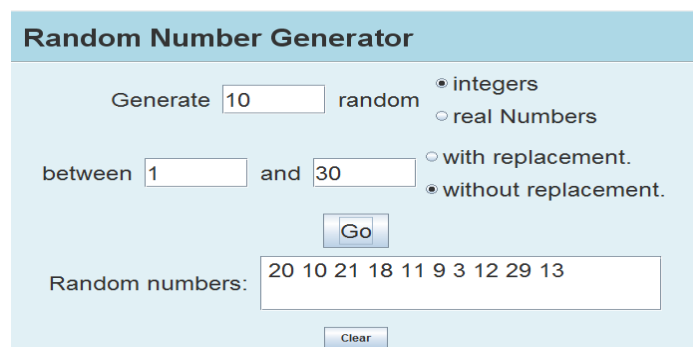 Random Number Generator
Generate 10 random
integers
real Numbers
between 1 and 30
with replacement.
without replacement.
Go
Random numbers: 20 10 21 18 11 9 3 12 29 13
Clear